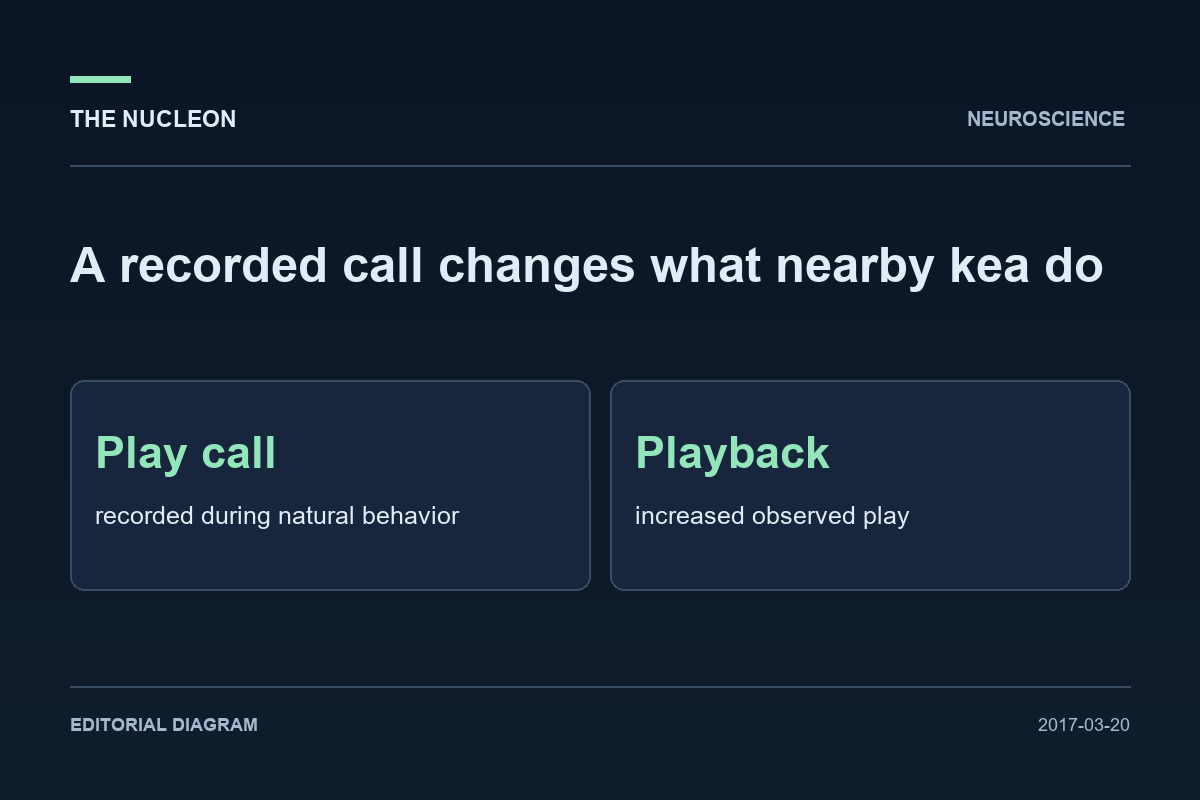 THE NUCLEON
NEUROSCIENCE
A recorded call changes what nearby kea do
Play call
recorded during natural behavior
Playback
increased observed play
EDITORIAL DIAGRAM
2017-03-20